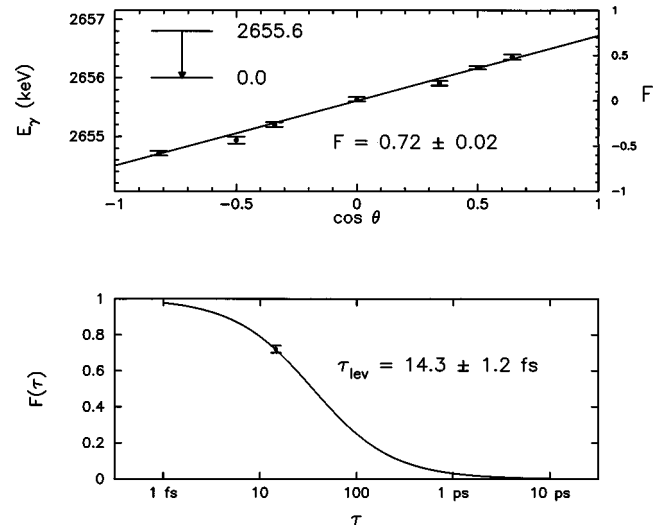 2657
2656
2655
E_γ (keV)
2655.6
0.0
F = 0.72 ± 0.02
1
0.5
0
-0.5
-1
F
-1 -0.5 0 0.5 1
cos θ
1
0.8
0.6
0.4
0.2
0
F(τ)
τ_lev = 14.3 ± 1.2 fs
1 fs 10 100 1 ps 10 ps
τ